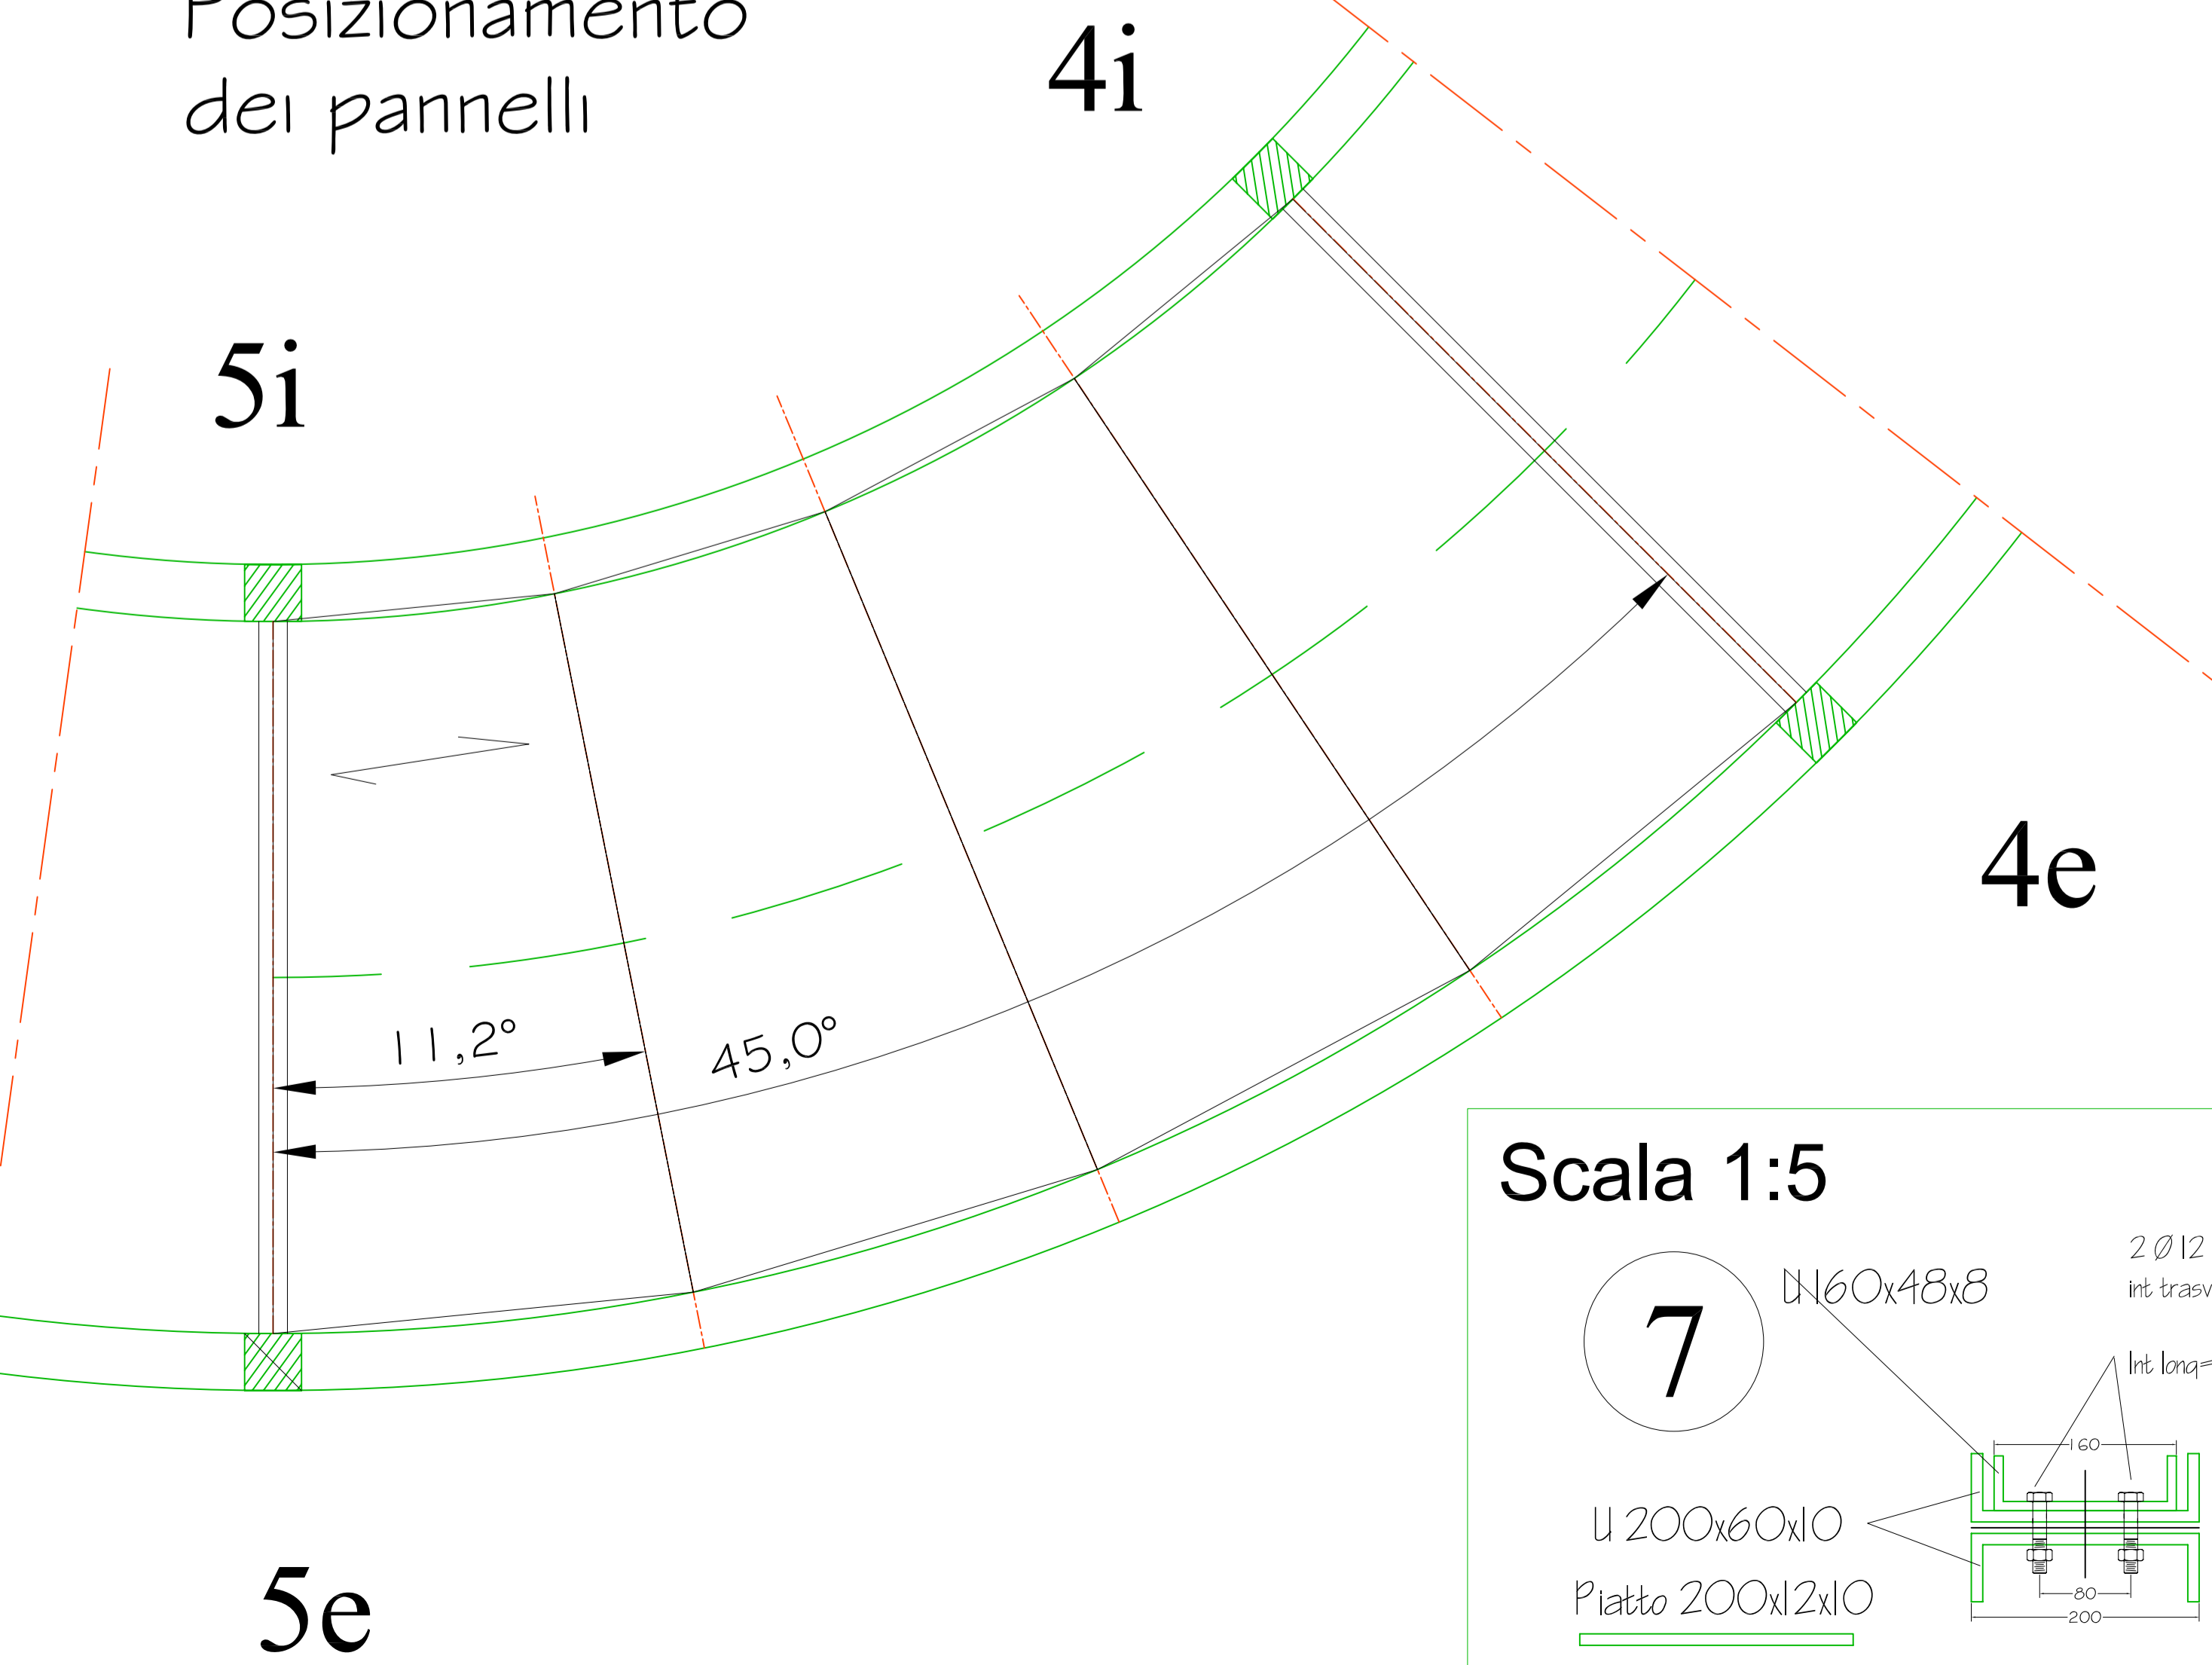 Posizionamento
dei pannelli
4i
5i
4e
11,2°
45,0°
5e
Scala 1:5
7
U160x48x8
2Ø12
int trasv
Int long=
160
U 200x60x10
Piatto 200x12x10
80
200